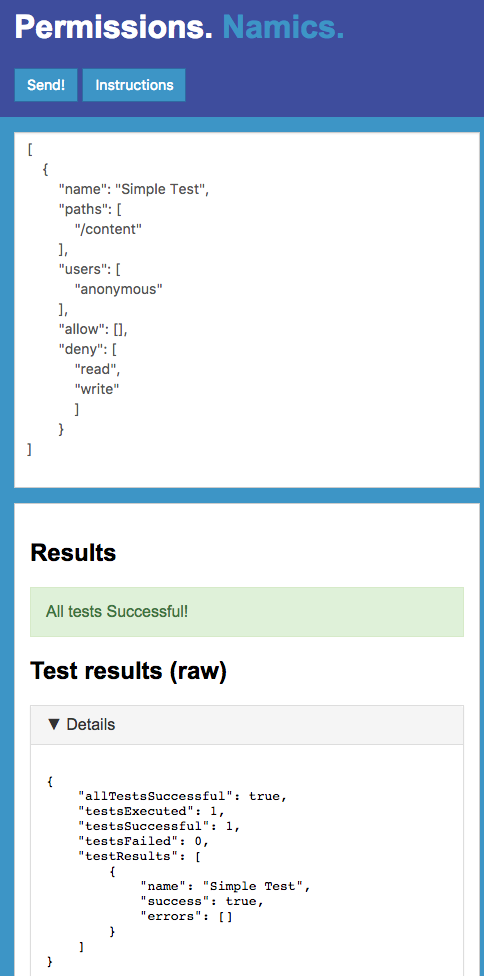 Permissions. Namics.
Send! Instructions
[
{
"name": "Simple Test",
"paths": [
"/content"
],
"users": [
"anonymous"
],
"allow": [],
"deny": [
"read",
"write"
]
}
]
Results
All tests Successful!
Test results (raw)
▼ Details
{
"allTestsSuccessful": true,
"testsExecuted": 1,
"testsSuccessful": 1,
"testsFailed": 0,
"testResults": [
{
"name": "Simple Test",
"success": true,
"errors": []
}
]
}